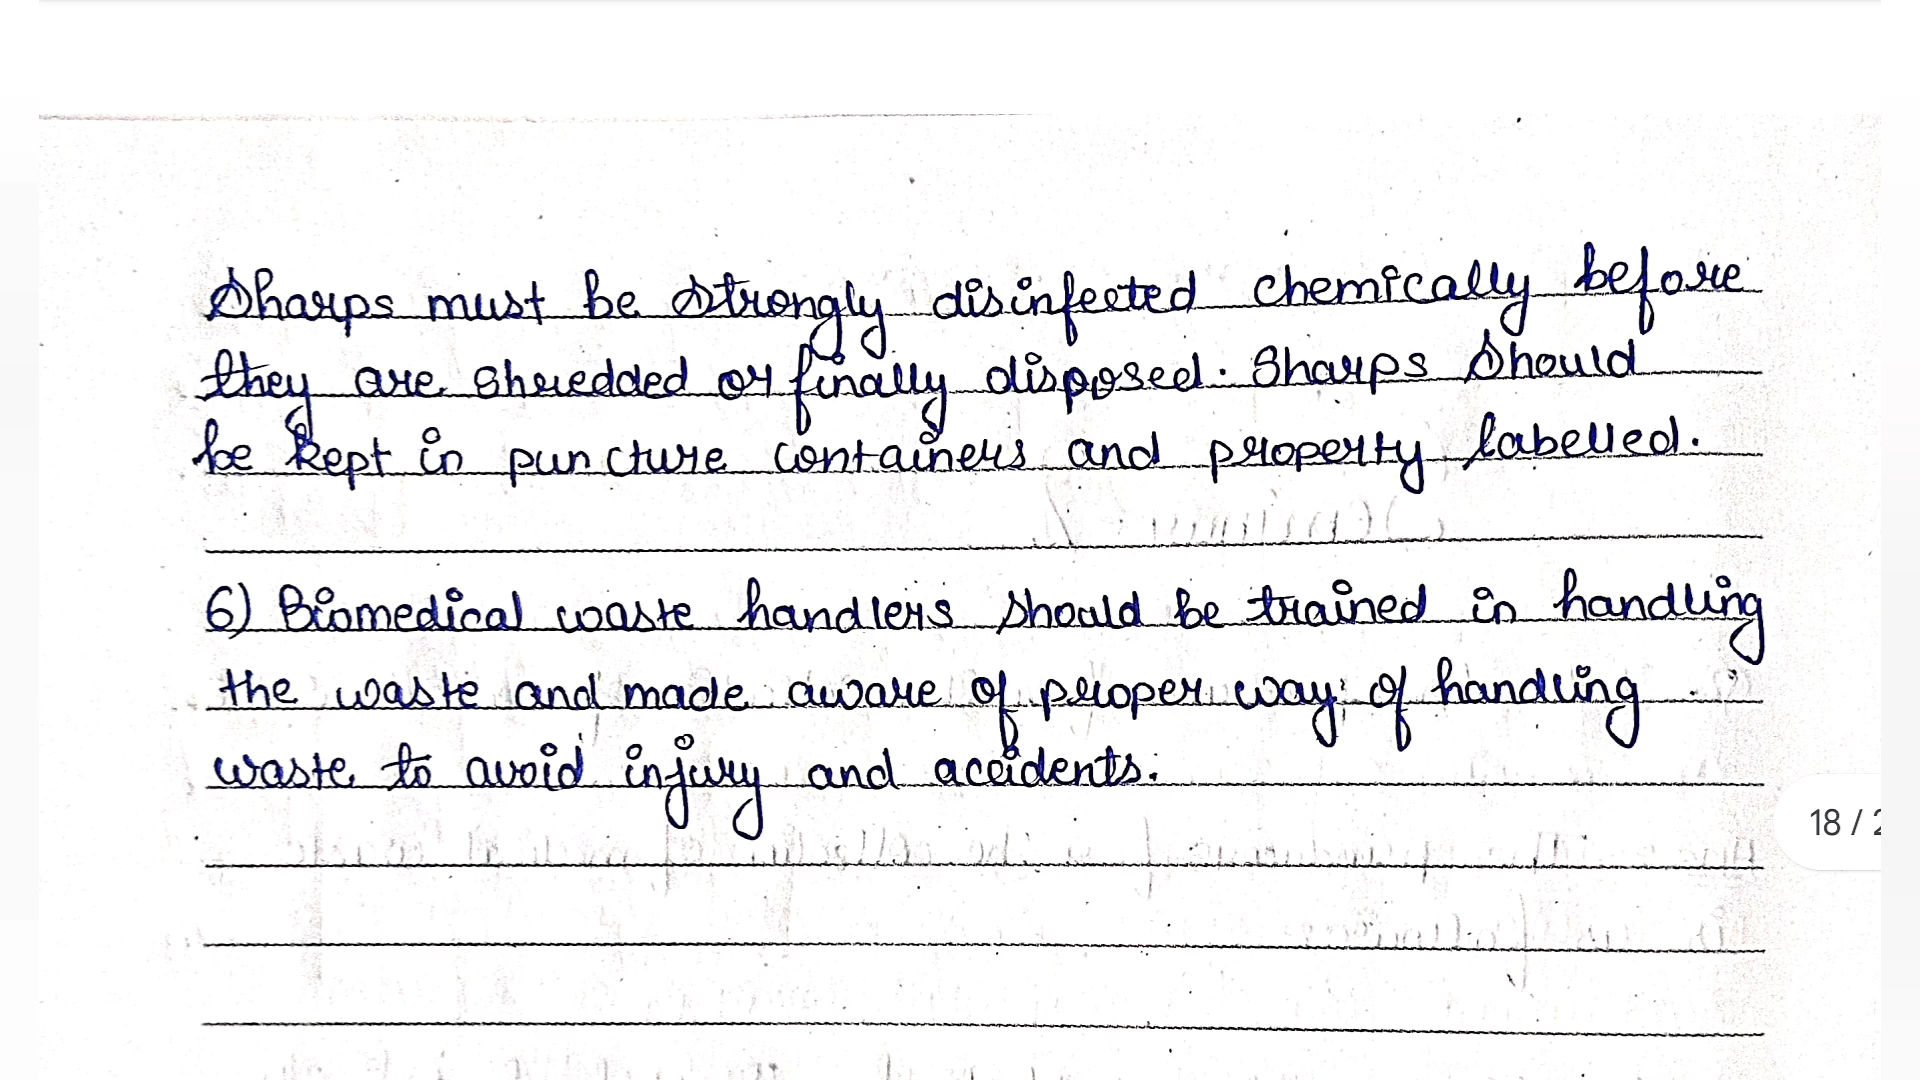 Sharps must be strongly disinfected chemically before
they are shredded or finally disposed. Sharps should
be kept in puncture containers and property labelled.
6) Biomedical waste handlers should be trained in handling
the waste and made aware of proper way of handling
waste to avoid injury and accidents.
18 / 2